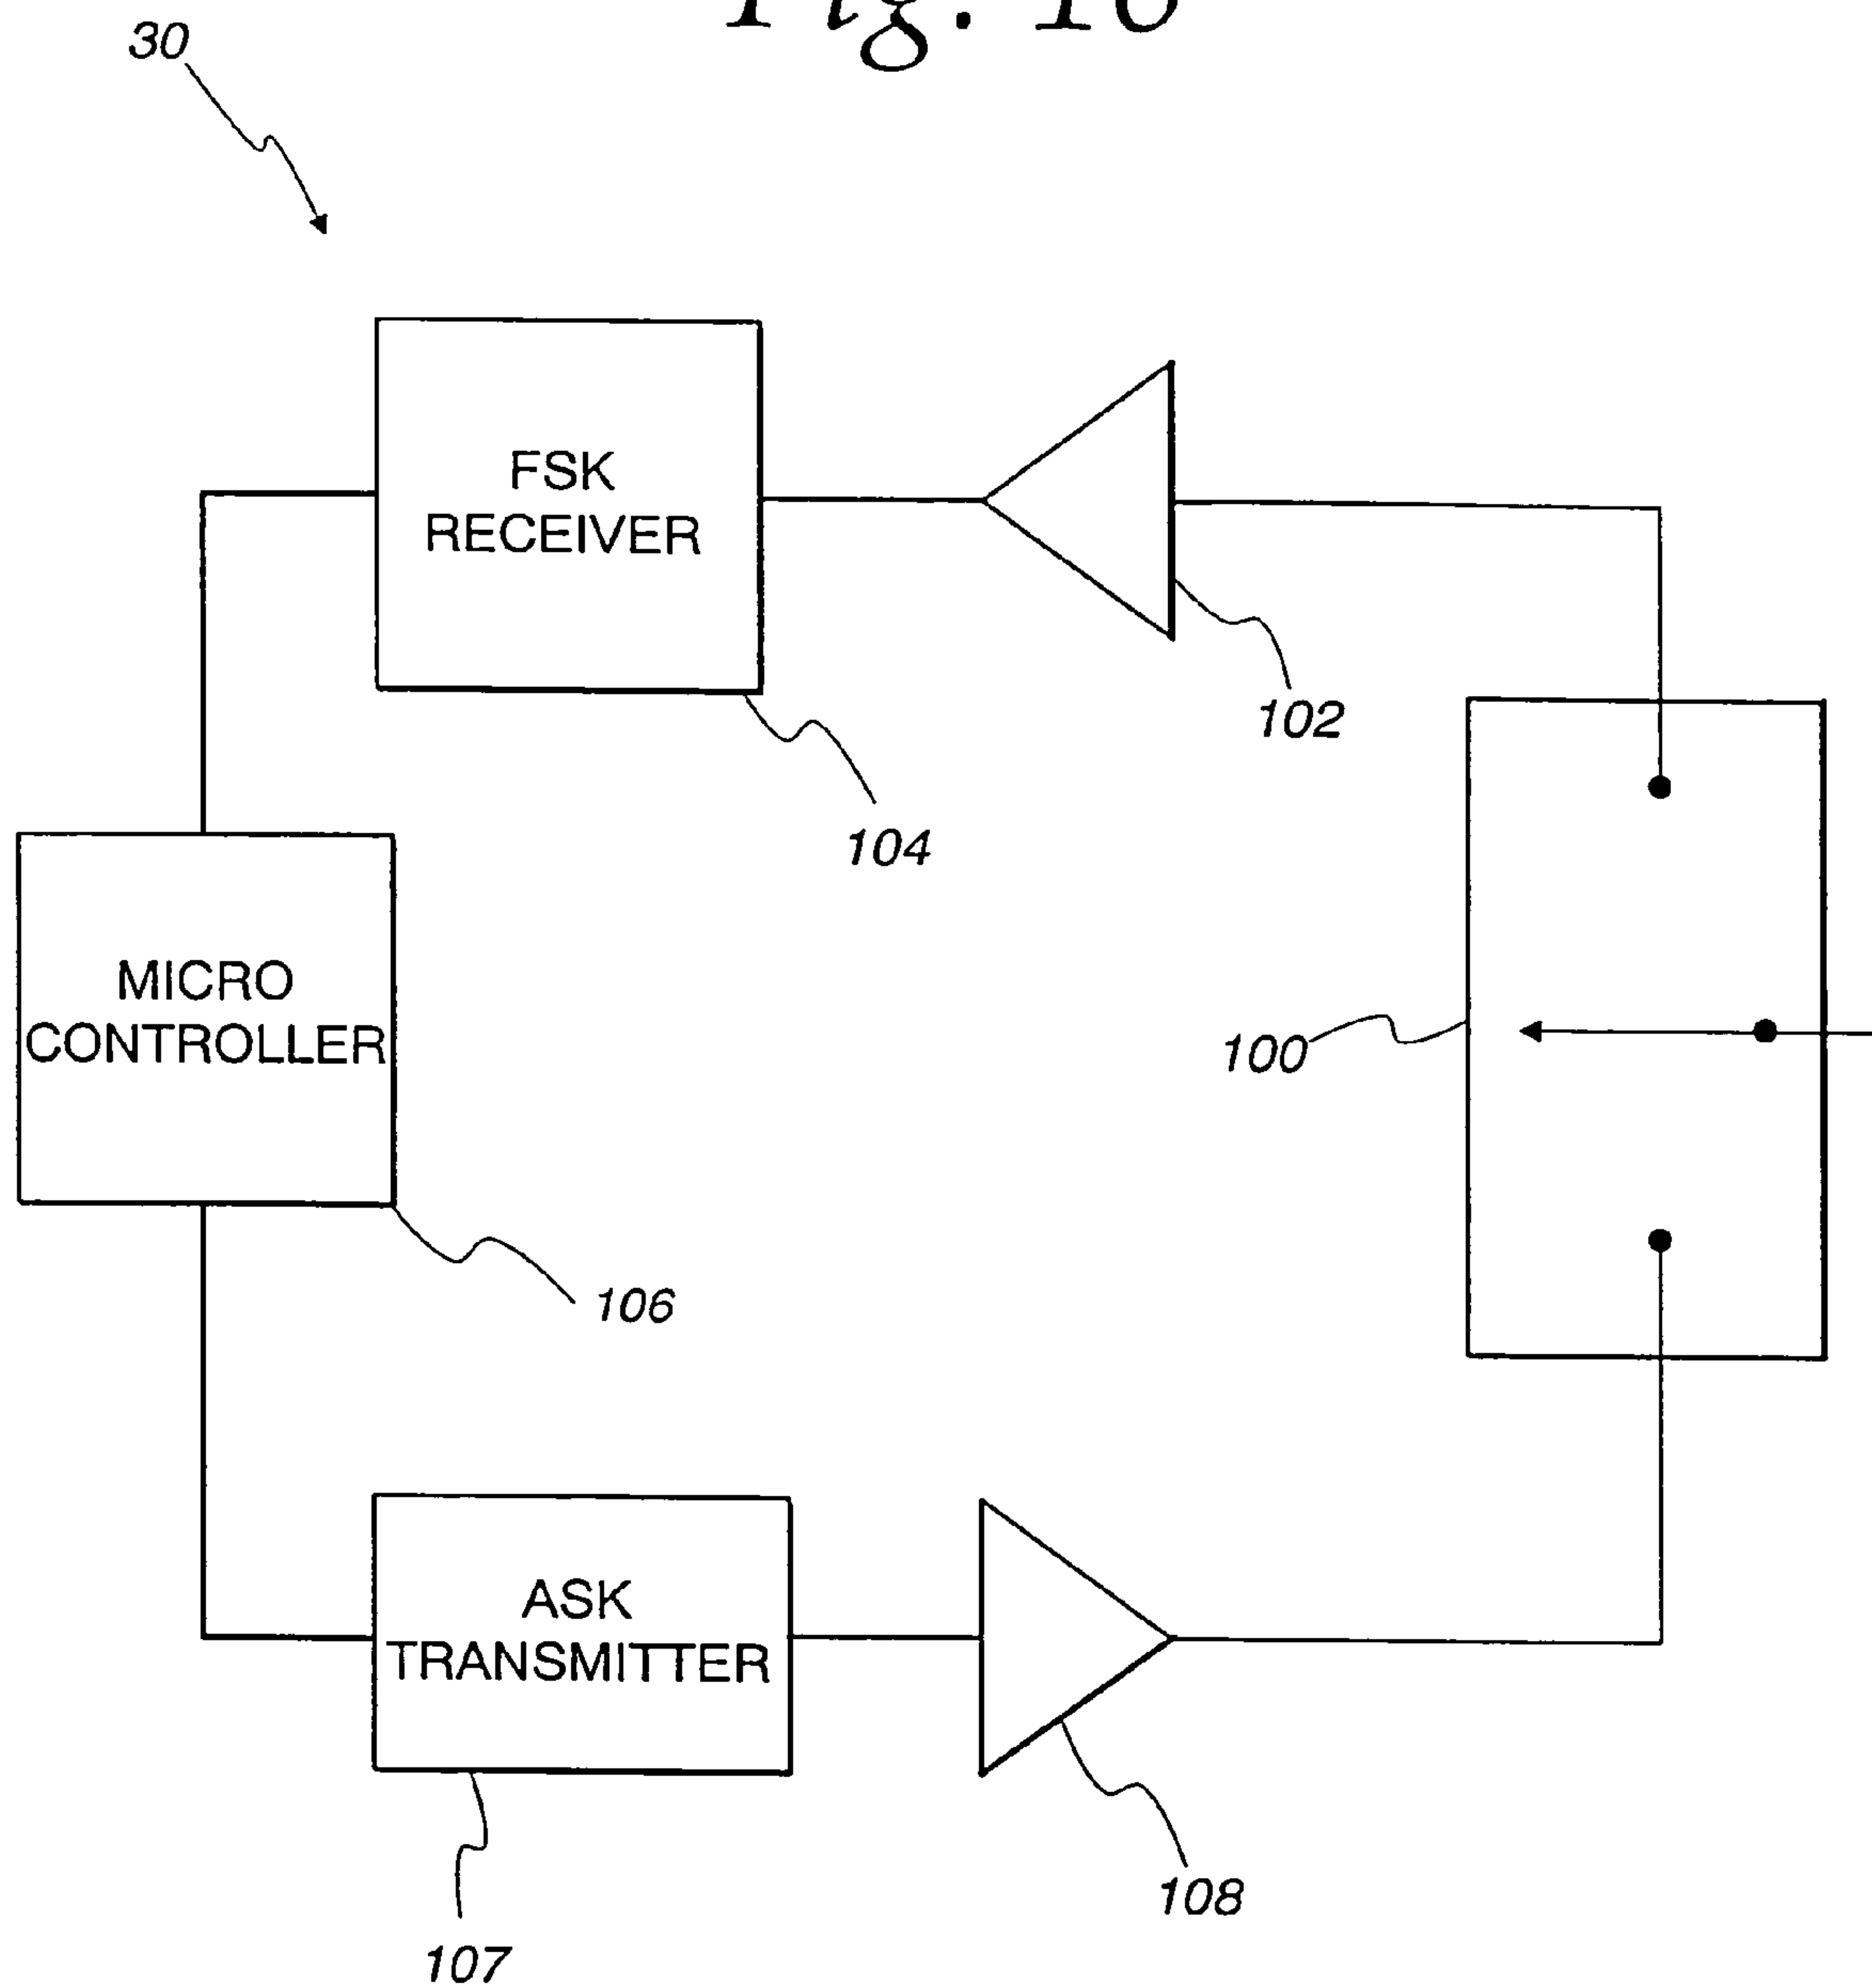 30
FSK
RECEIVER
102
104
MICRO
CONTROLLER
100
106
ASK
TRANSMITTER
108
107